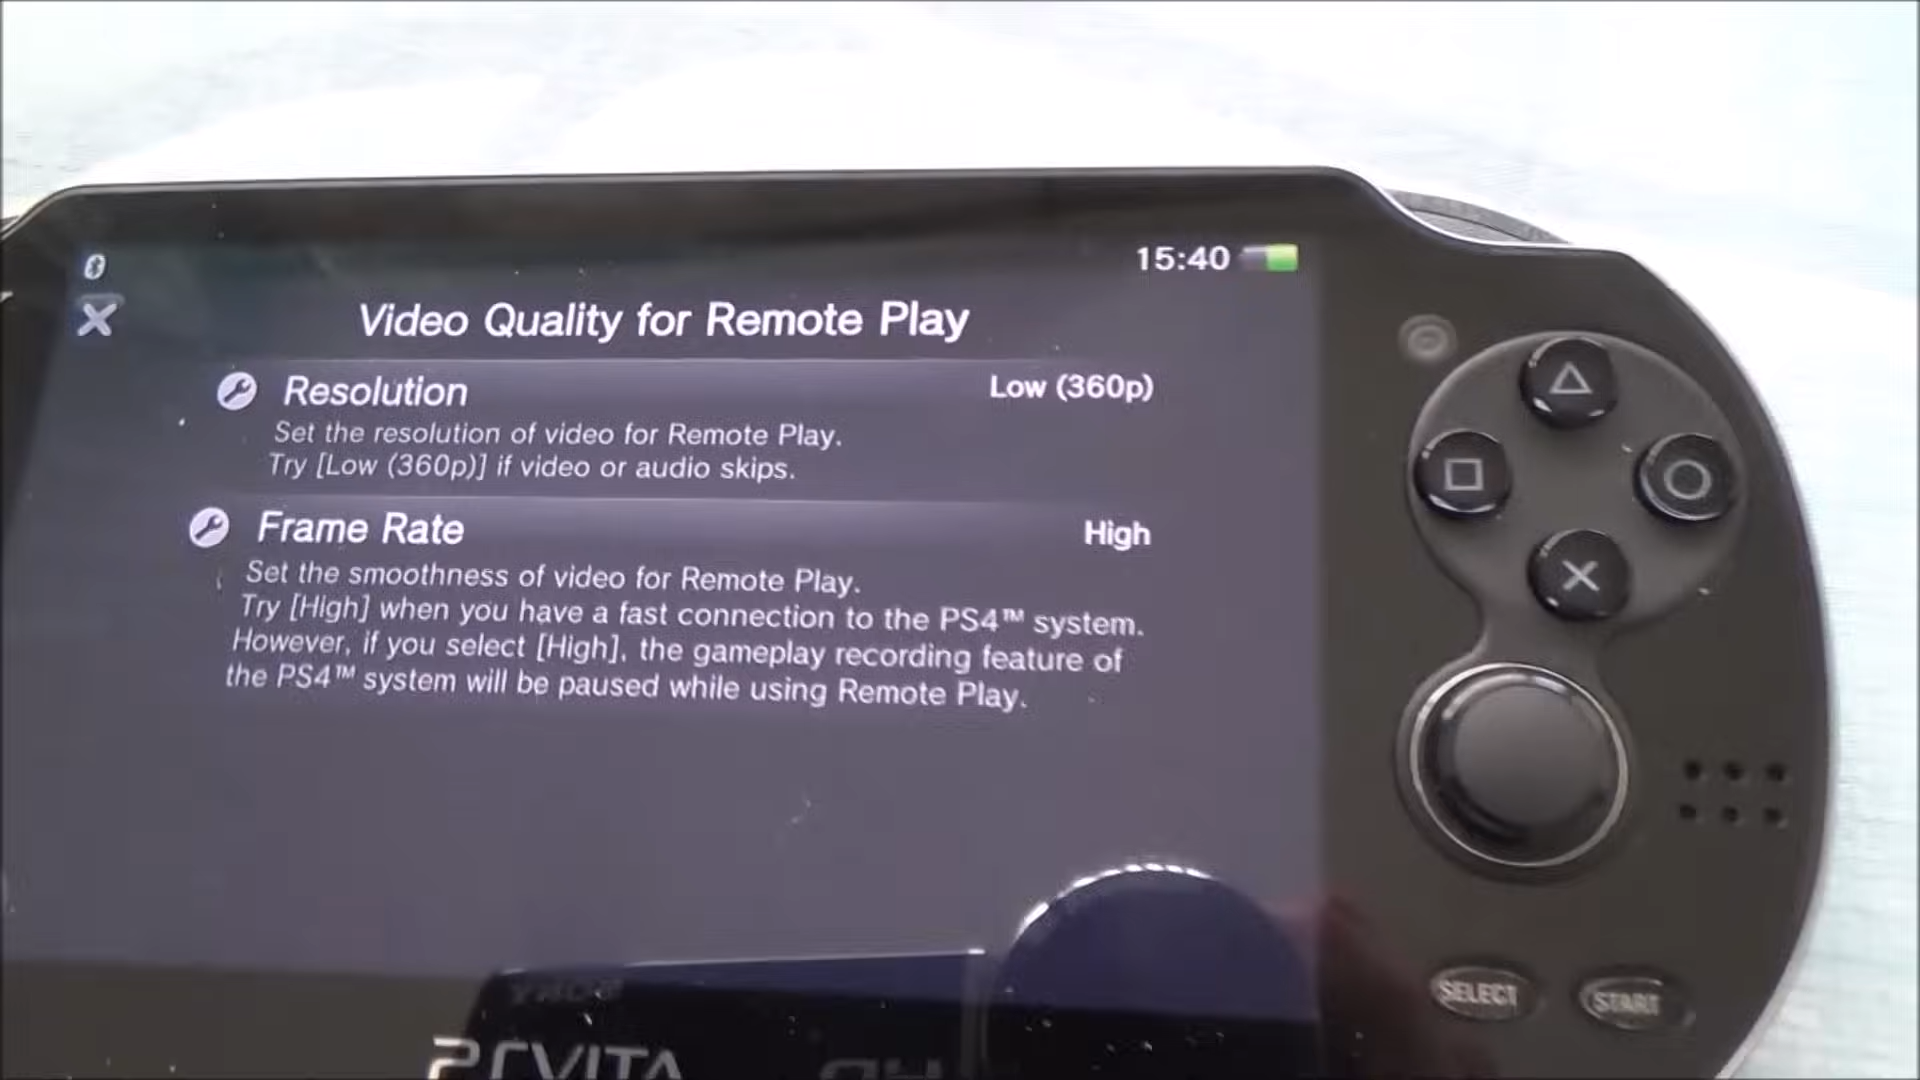 15:40
Video Quality for Remote Play
Resolution
Low (360p)
Set the resolution of video for Remote Play.
Try [Low (360p)] if video or audio skips.
Frame Rate
High
Set the smoothness of video for Remote Play.
Try [High] when you have a fast connection to the PS4™ system.
However, if you select [High], the gameplay recording feature of
the PS4™ system will be paused while using Remote Play.
SELECT
START
PSVITA